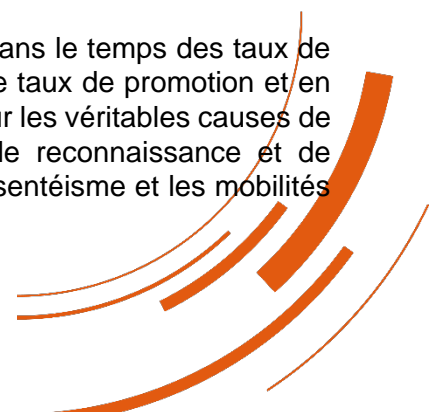 ans le temps des taux de
e taux de promotion et en
r les véritables causes de
le reconnaissance et de
sentéisme et les mobilités